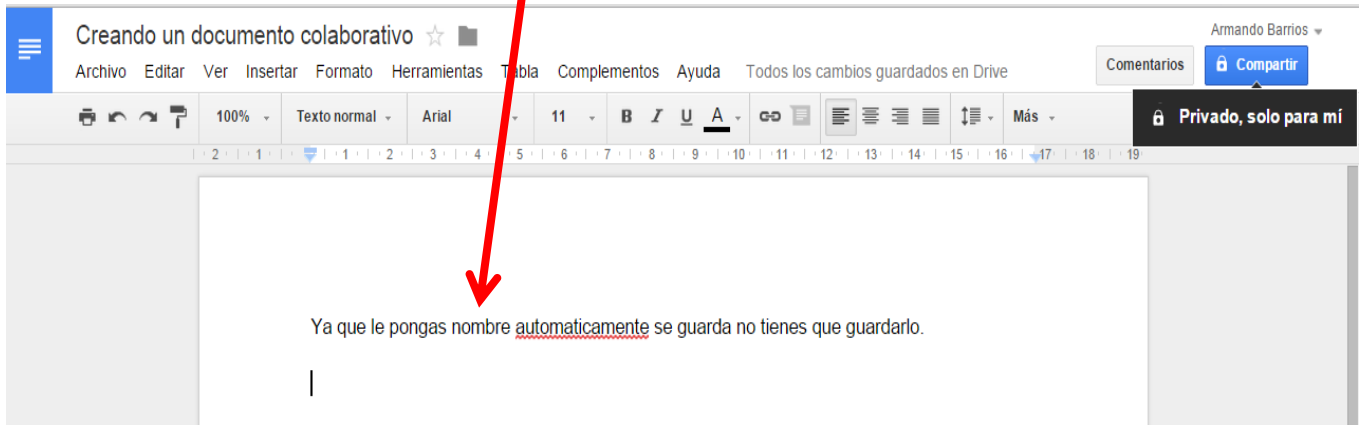 Creando un documento colaborativo
Armando Barrios
Archivo Editar Ver Insertar Formato Herramientas Tabla Complementos Ayuda Todos los cambios guardados en Drive
Comentarios Compartir
100% Texto normal Arial 11 B I U A Más
Privado, solo para mí
2 1 1 2 3 4 5 6 7 8 9 10 11 12 13 14 15 16 17 18 19
Ya que le pongas nombre automaticamente se guarda no tienes que guardarlo.